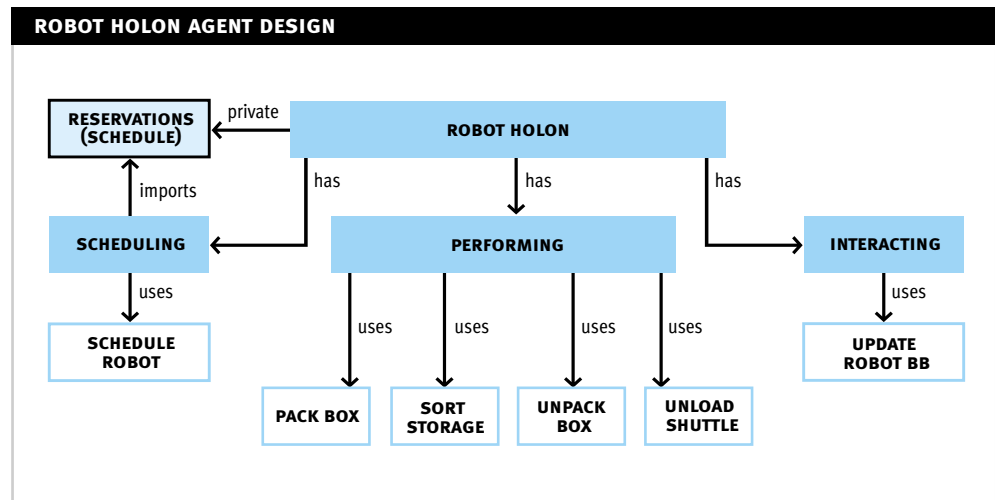 ROBOT HOLON AGENT DESIGN
RESERVATIONS
(SCHEDULE)
private
ROBOT HOLON
imports
has
has
has
SCHEDULING
PERFORMING
INTERACTING
uses
uses
uses
uses
uses
uses
SCHEDULE
ROBOT
UPDATE
ROBOT BB
PACK BOX
SORT
STORAGE
UNPACK
BOX
UNLOAD
SHUTTLE